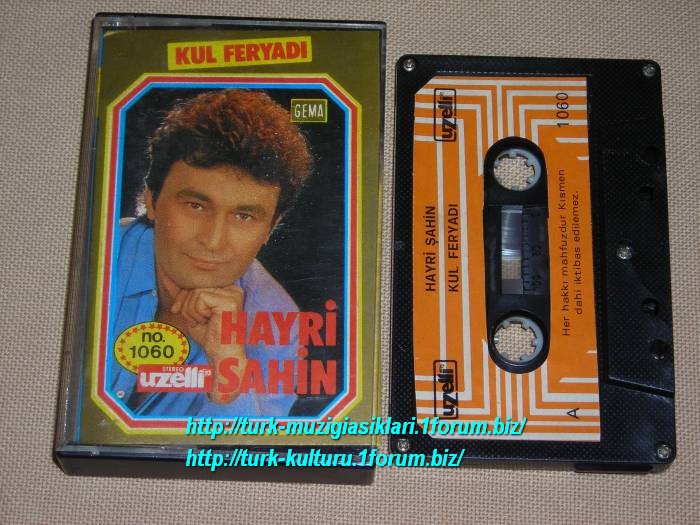 KUL FERYADI
GEMA
no.
1060
STEREO
uzelli
HAYRİ
ŞAHİN
uzelli
HAYRİ ŞAHİN
KUL FERYADI
uzelli
1060
Her hakkı mahfuzdur Kısmen
dahi iktibas edilemez.
A
http://turk-muzigiasiklari.1forum.biz/
http://turk-kulturu.1forum.biz/